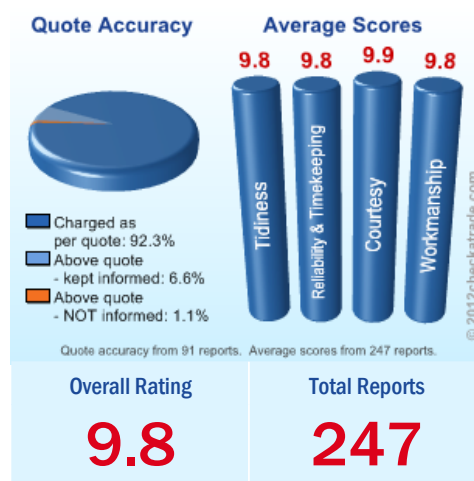 Quote Accuracy
Average Scores
9.8 9.8 9.9 9.8
Tidiness
Reliability & Timekeeping
Courtesy
Workmanship
Charged as
per quote: 92.3%
Above quote
- kept informed: 6.6%
Above quote
- NOT informed: 1.1%
© 2012checkatrade.com
Quote accuracy from 91 reports. Average scores from 247 reports.
Overall Rating
9.8
Total Reports
247